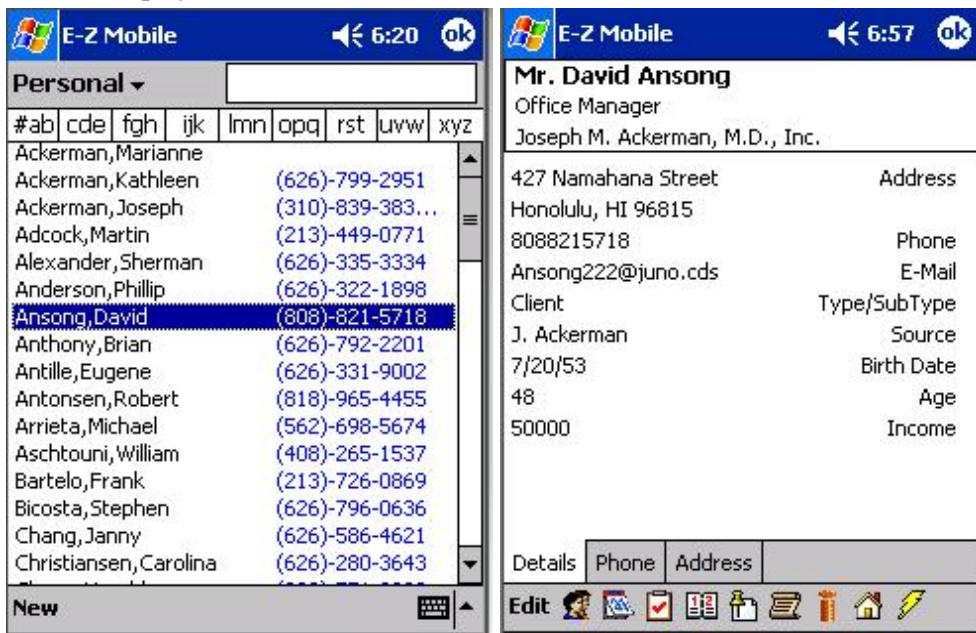 E-Z Mobile 6:20 ok
Personal
#ab cde fgh ijk lmn opq rst uvw xyz
Ackerman,Marianne
Ackerman,Kathleen (626)-799-2951
Ackerman,Joseph (310)-839-383...
Adcock,Martin (213)-449-0771
Alexander,Sherman (626)-335-3334
Anderson,Phillip (626)-322-1898
Ansong,David (808)-821-5718
Anthony,Brian (626)-792-2201
Antille,Eugene (626)-331-9002
Antonsen,Robert (818)-965-4455
Arrieta,Michael (562)-698-5674
Aschtouni,William (408)-265-1537
Bartelo,Frank (213)-726-0869
Bicosta,Stephen (626)-796-0636
Chang,Janny (626)-586-4621
Christiansen,Carolina (626)-280-3643
New
E-Z Mobile 6:57 ok
Mr. David Ansong
Office Manager
Joseph M. Ackerman, M.D., Inc.
427 Namahana Street Address
Honolulu, HI 96815
8088215718 Phone
Ansong222@juno.cds E-Mail
Client Type/SubType
J. Ackerman Source
7/20/53 Birth Date
48 Age
50000 Income
Details Phone Address
Edit